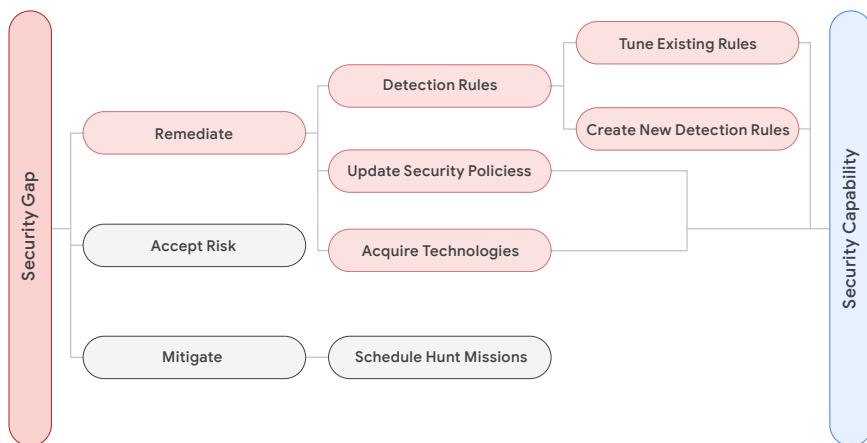 Security Gap
Remediate
Accept Risk
Mitigate
Detection Rules
Update Security Policiess
Acquire Technologies
Schedule Hunt Missions
Tune Existing Rules
Create New Detection Rules
Security Capability